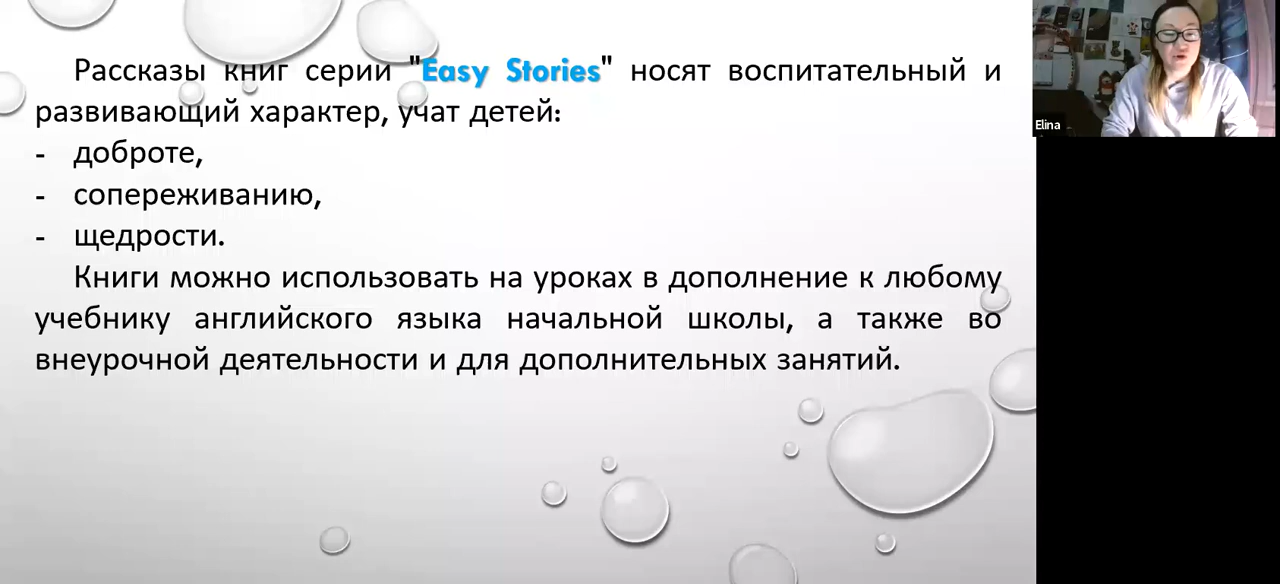 Рассказы книг серии "Easy Stories" носят воспитательный и
развивающий характер, учат детей:
- доброте,
- сопереживанию,
- щедрости.
Книги можно использовать на уроках в дополнение к любому
учебнику английского языка начальной школы, а также во
внеурочной деятельности и для дополнительных занятий.
Elina